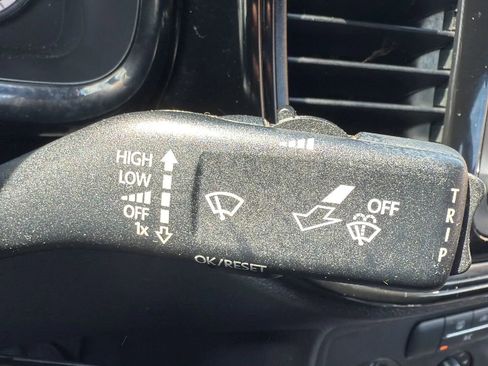 HIGH
LOW
OFF
1x
OFF
OK/RESET
TRIP